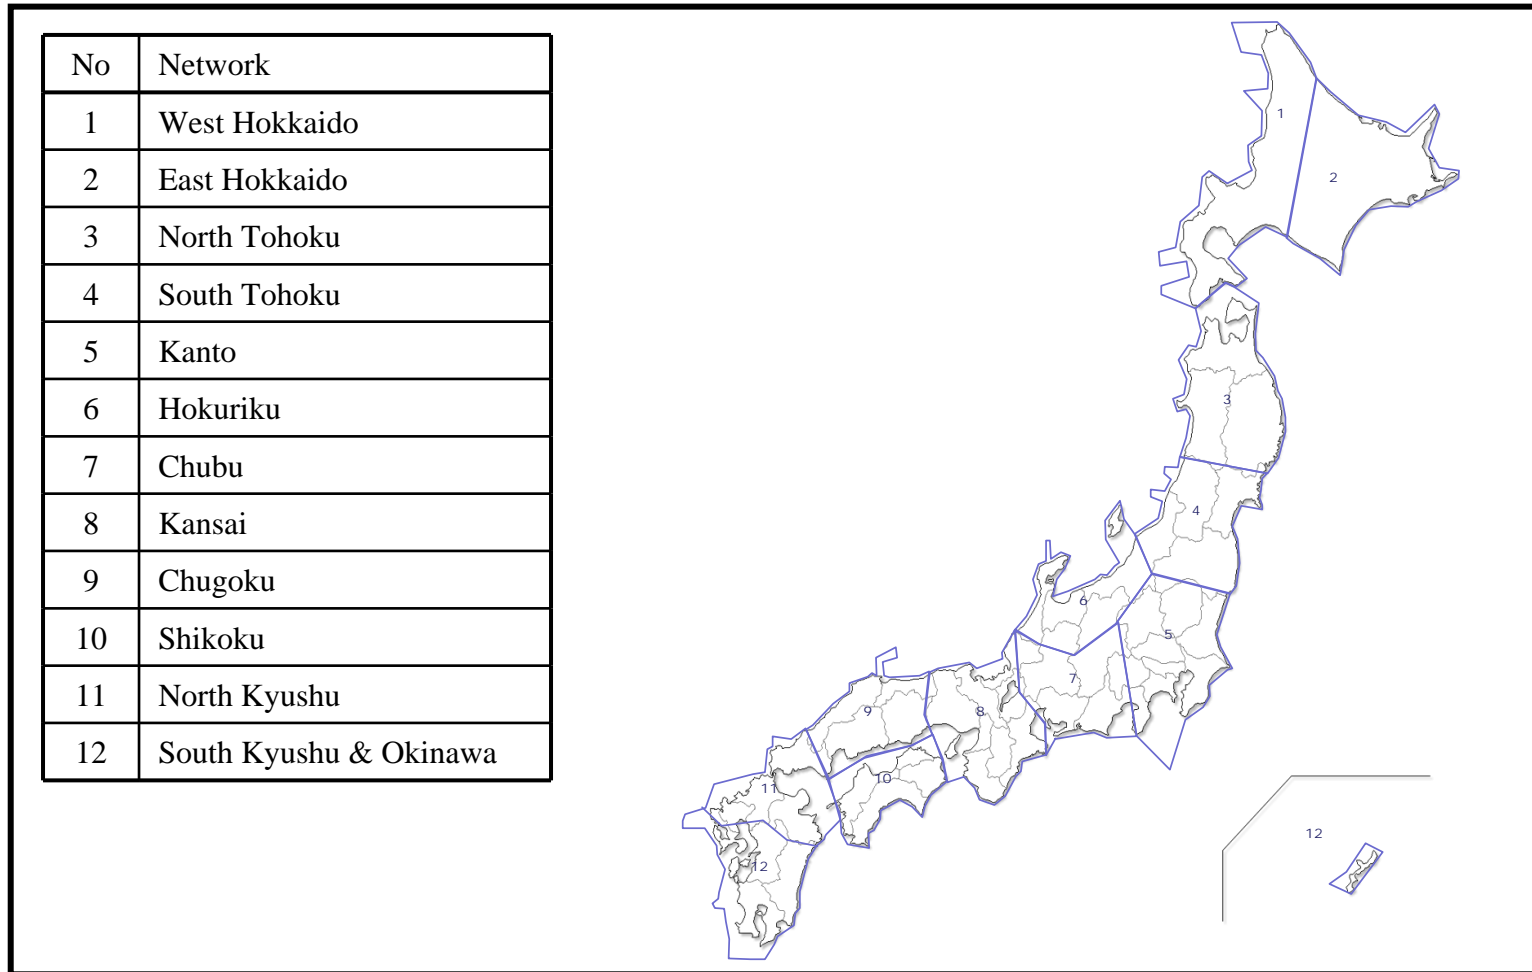 No Network
1 West Hokkaido
2 East Hokkaido
3 North Tohoku
4 South Tohoku
5 Kanto
6 Hokuriku
7 Chubu
8 Kansai
9 Chugoku
10 Shikoku
11 North Kyushu
12 South Kyushu & Okinawa
1
2
3
4
6
5
7
9
8
10
11
12
12